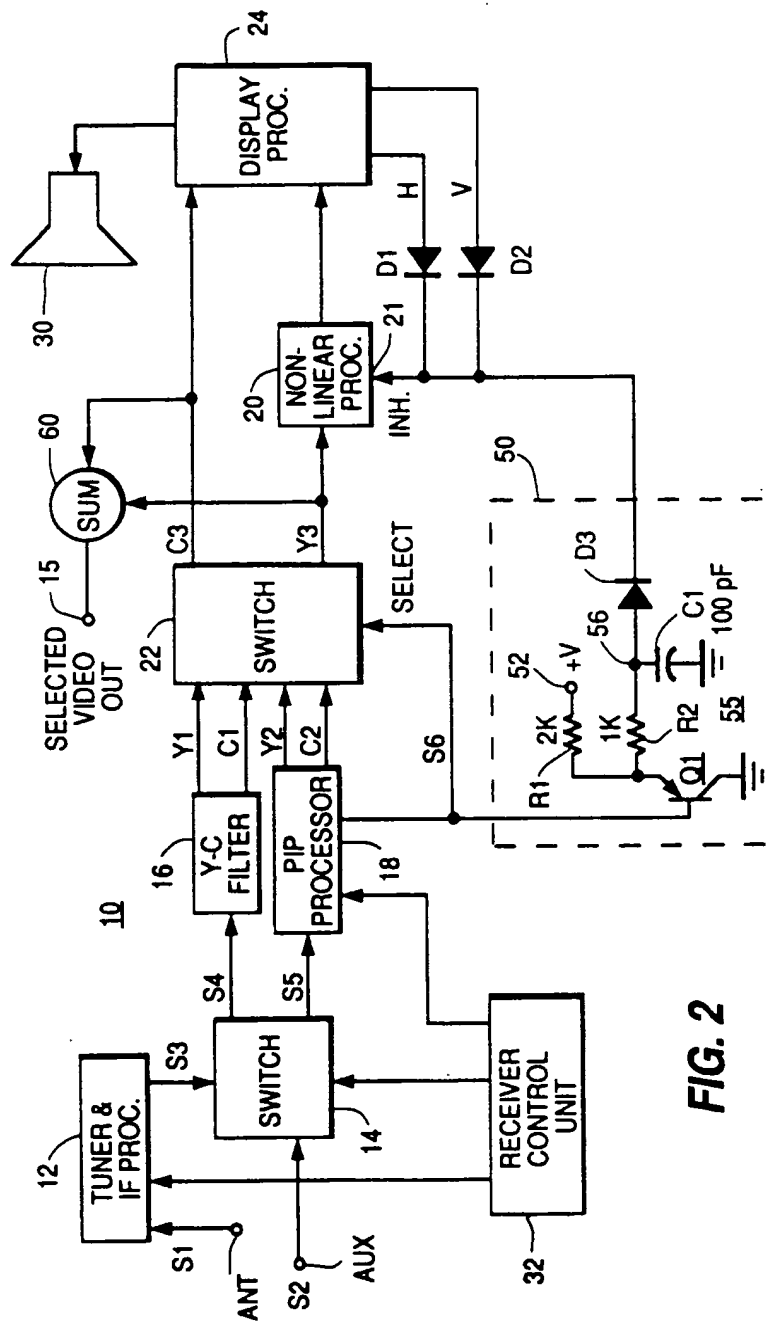 10
12
TUNER &
IF PROC.
S1
ANT
S3
S2
AUX
SWITCH
14
S4
S5
16
Y-C
FILTER
PIP
PROCESSOR
18
Y1
C1
Y2
C2
22
SWITCH
SELECT
S6
C3
Y3
SELECTED
VIDEO
OUT
15
60
SUM
30
20
NON-
LINEAR
PROC.
21
INH.
24
DISPLAY
PROC.
H
V
D1
D2
RECEIVER
CONTROL
UNIT
32
50
52
+V
2K
R1
1K
R2
56
D3
C1
100 pF
55
Q1
FIG. 2